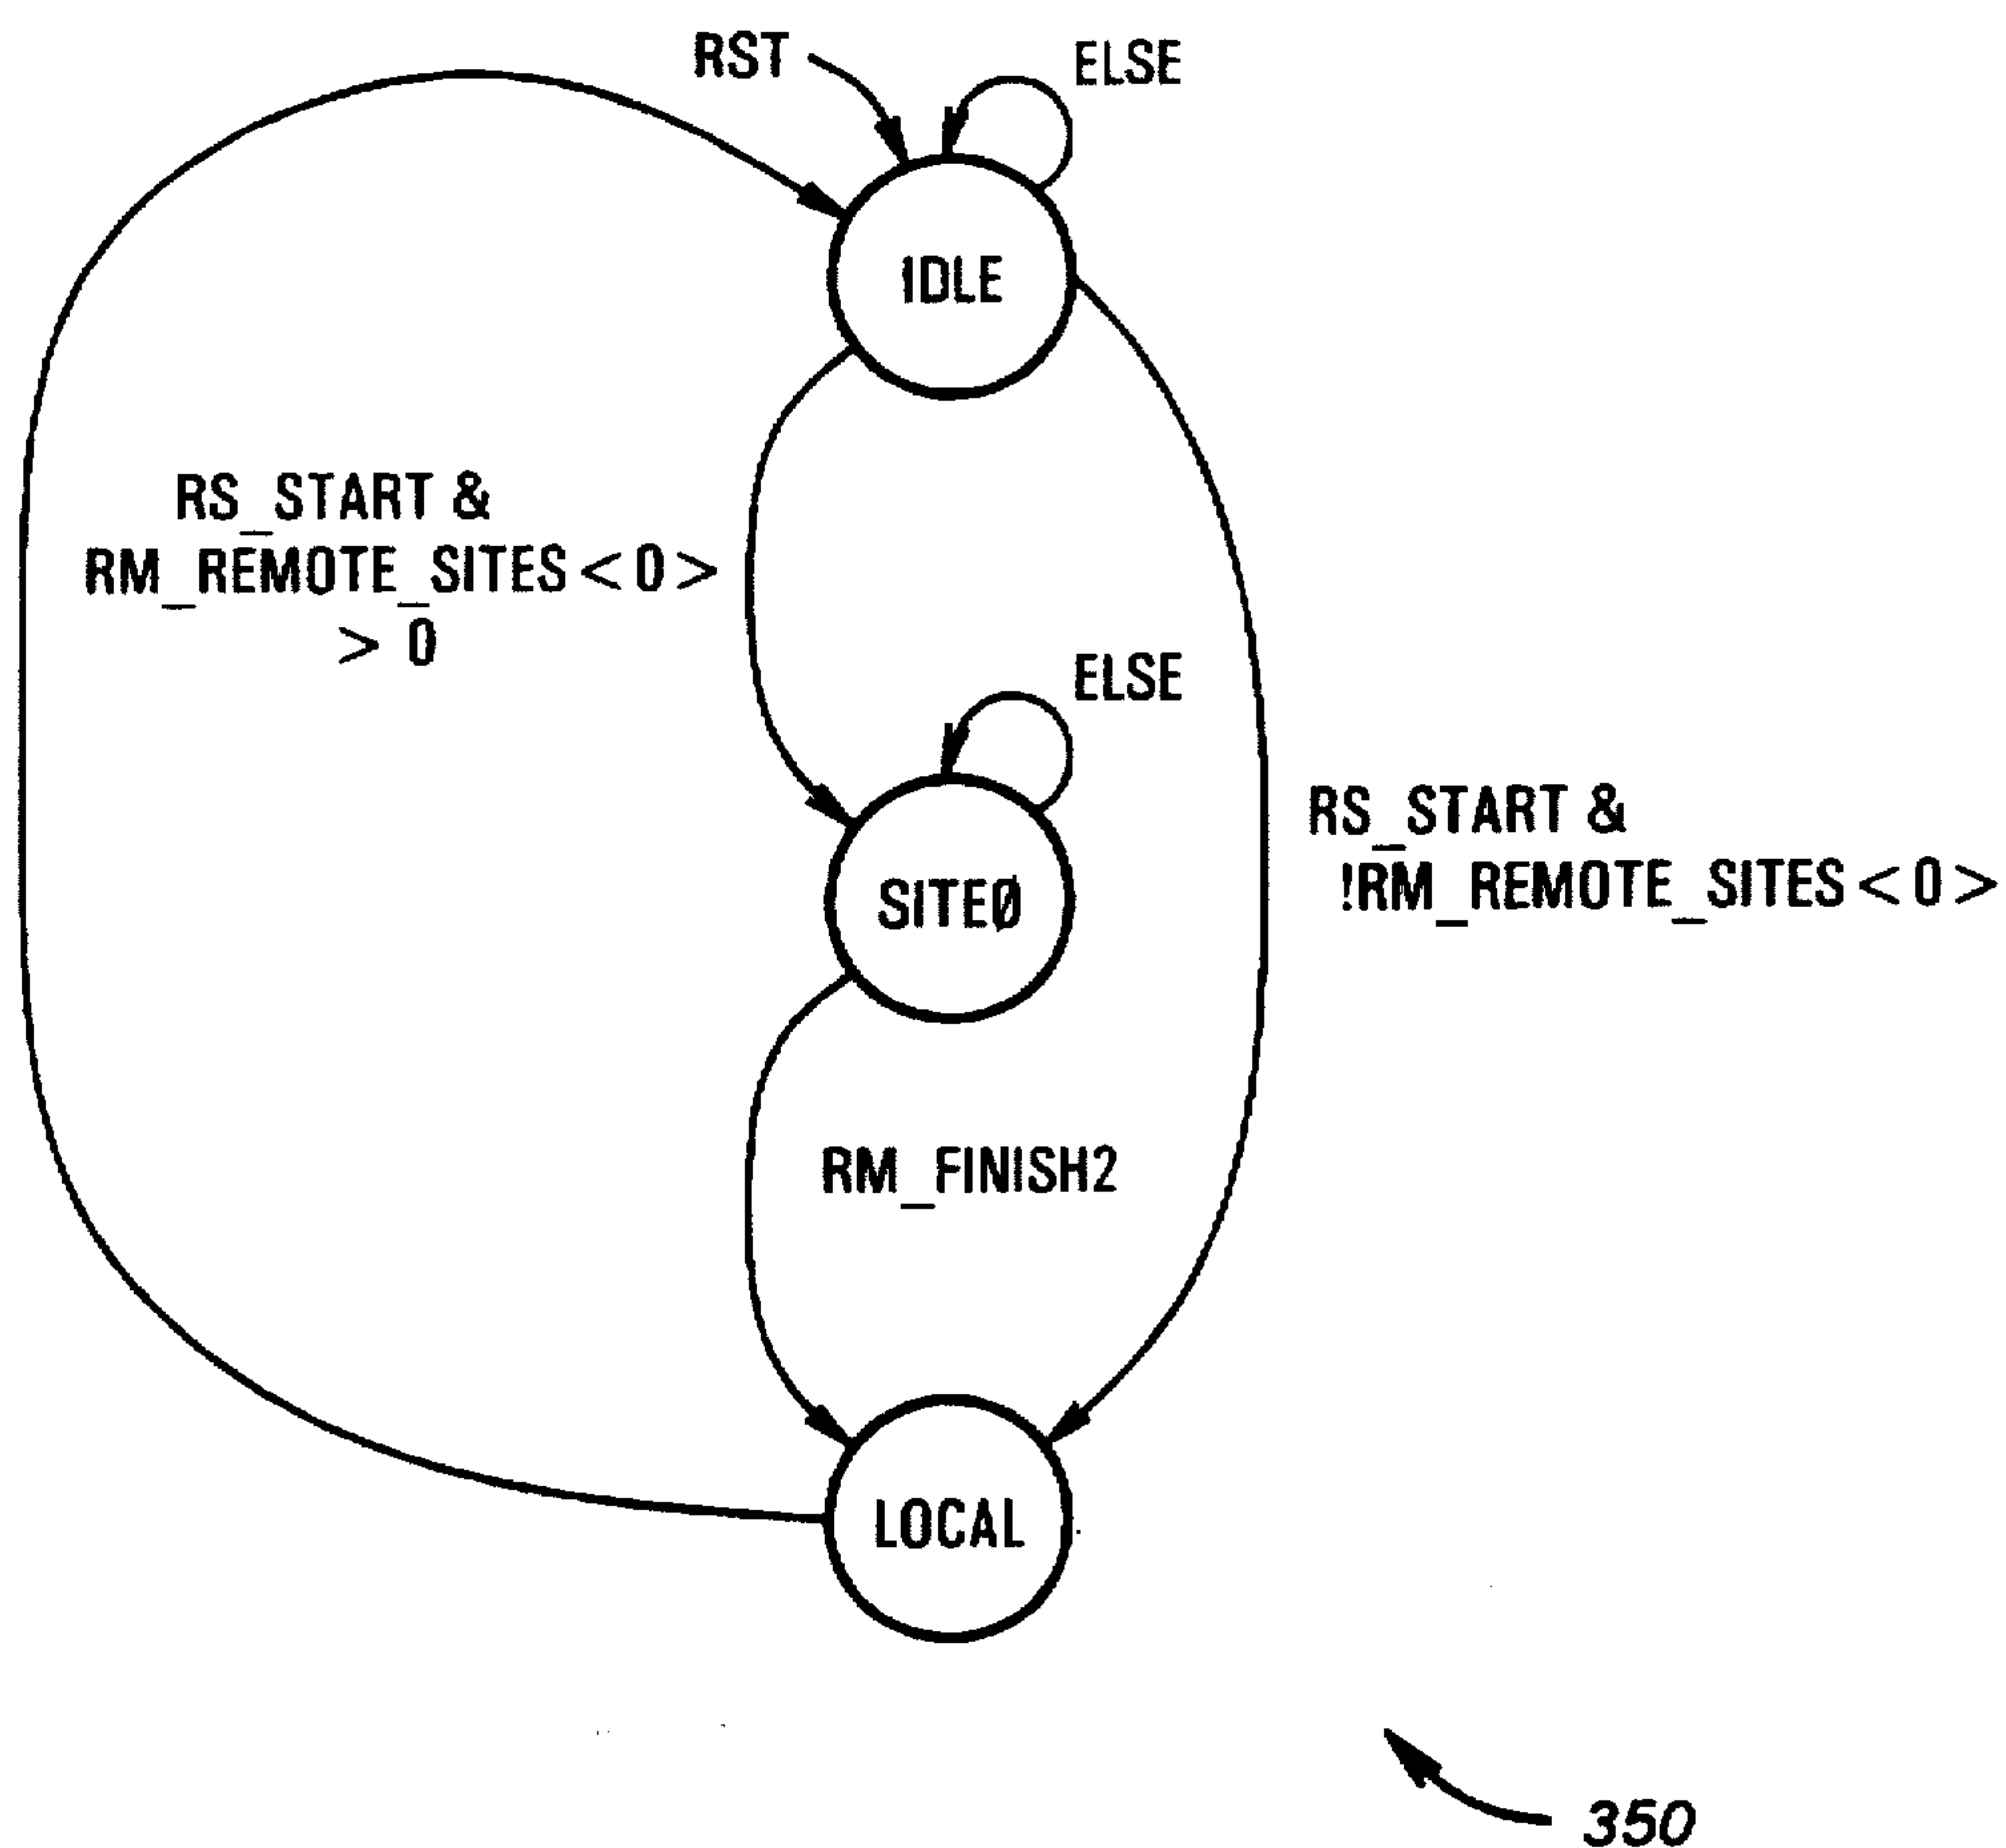 RST
ELSE
IDLE
RS_START &
RM_REMOTE_SITES<0>
> 0
ELSE
RS_START &
!RM_REMOTE_SITES<0>
SITEØ
RM_FINISH2
LOCAL
350